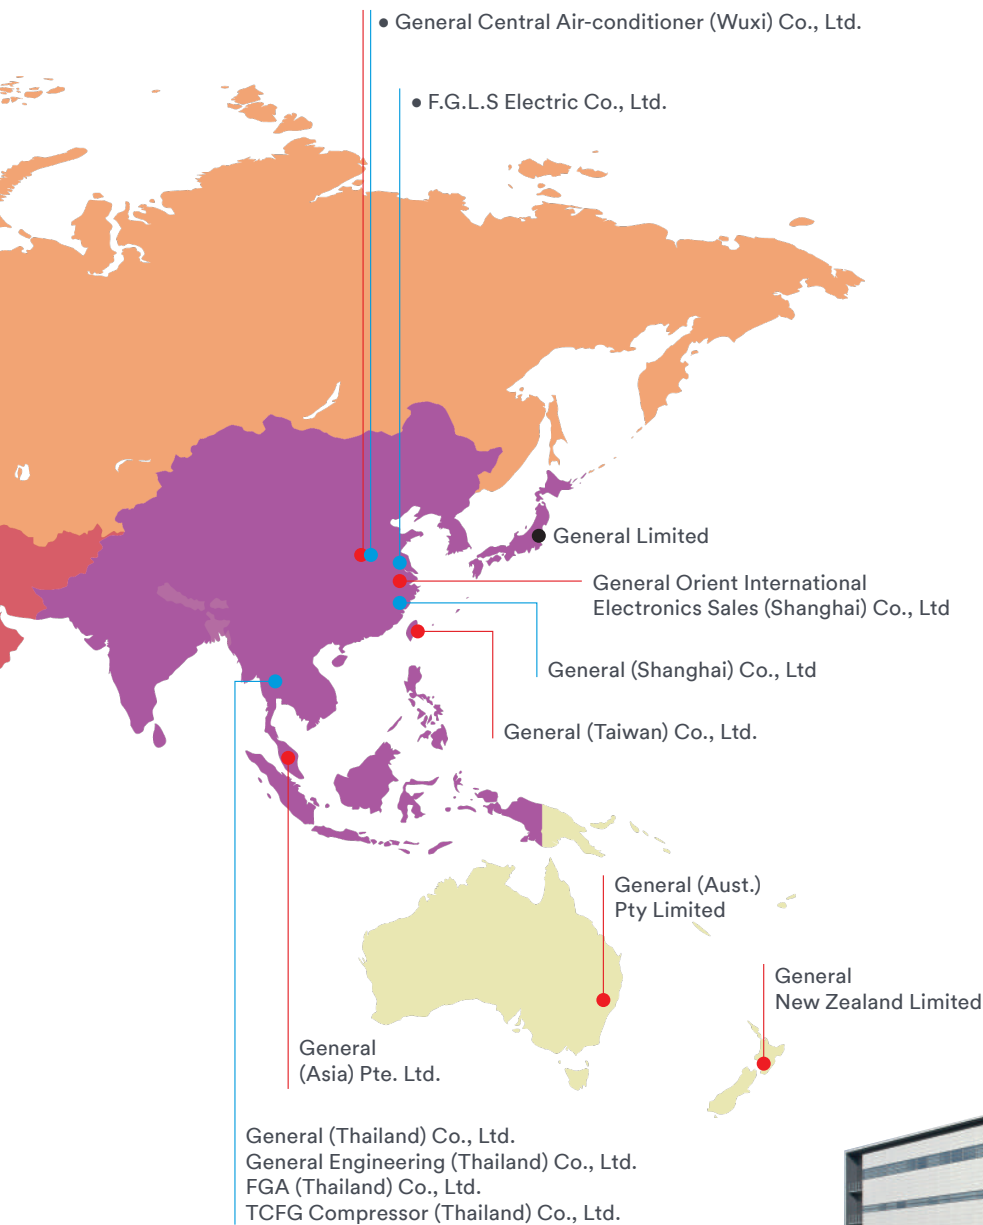 ● General Central Air-conditioner (Wuxi) Co., Ltd.
● F.G.L.S Electric Co., Ltd.
General Limited
General Orient International
Electronics Sales (Shanghai) Co., Ltd
General (Shanghai) Co., Ltd
General (Taiwan) Co., Ltd.
General (Aust.)
Pty Limited
General
New Zealand Limited
General
(Asia) Pte. Ltd.
General (Thailand) Co., Ltd.
General Engineering (Thailand) Co., Ltd.
FGA (Thailand) Co., Ltd.
TCFG Compressor (Thailand) Co., Ltd.